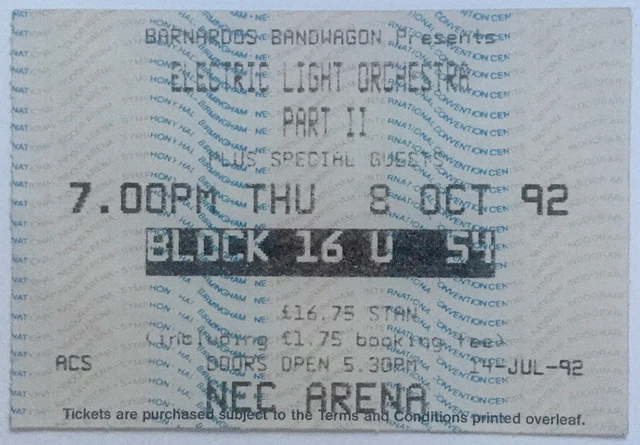 BARNARDOS BANDWAGON Presents
ELECTRIC LIGHT ORCHESTRA
PART II
PLUS SPECIAL GUESTS
7.00PM THU 8 OCT 92
BLOCK 16 U 54
£16.75 STAN
(including £1.75 booking fee)
ACS DOORS OPEN 5.30PM 14-JUL-92
NEC ARENA
Tickets are purchased subject to the Terms and Conditions printed overleaf.